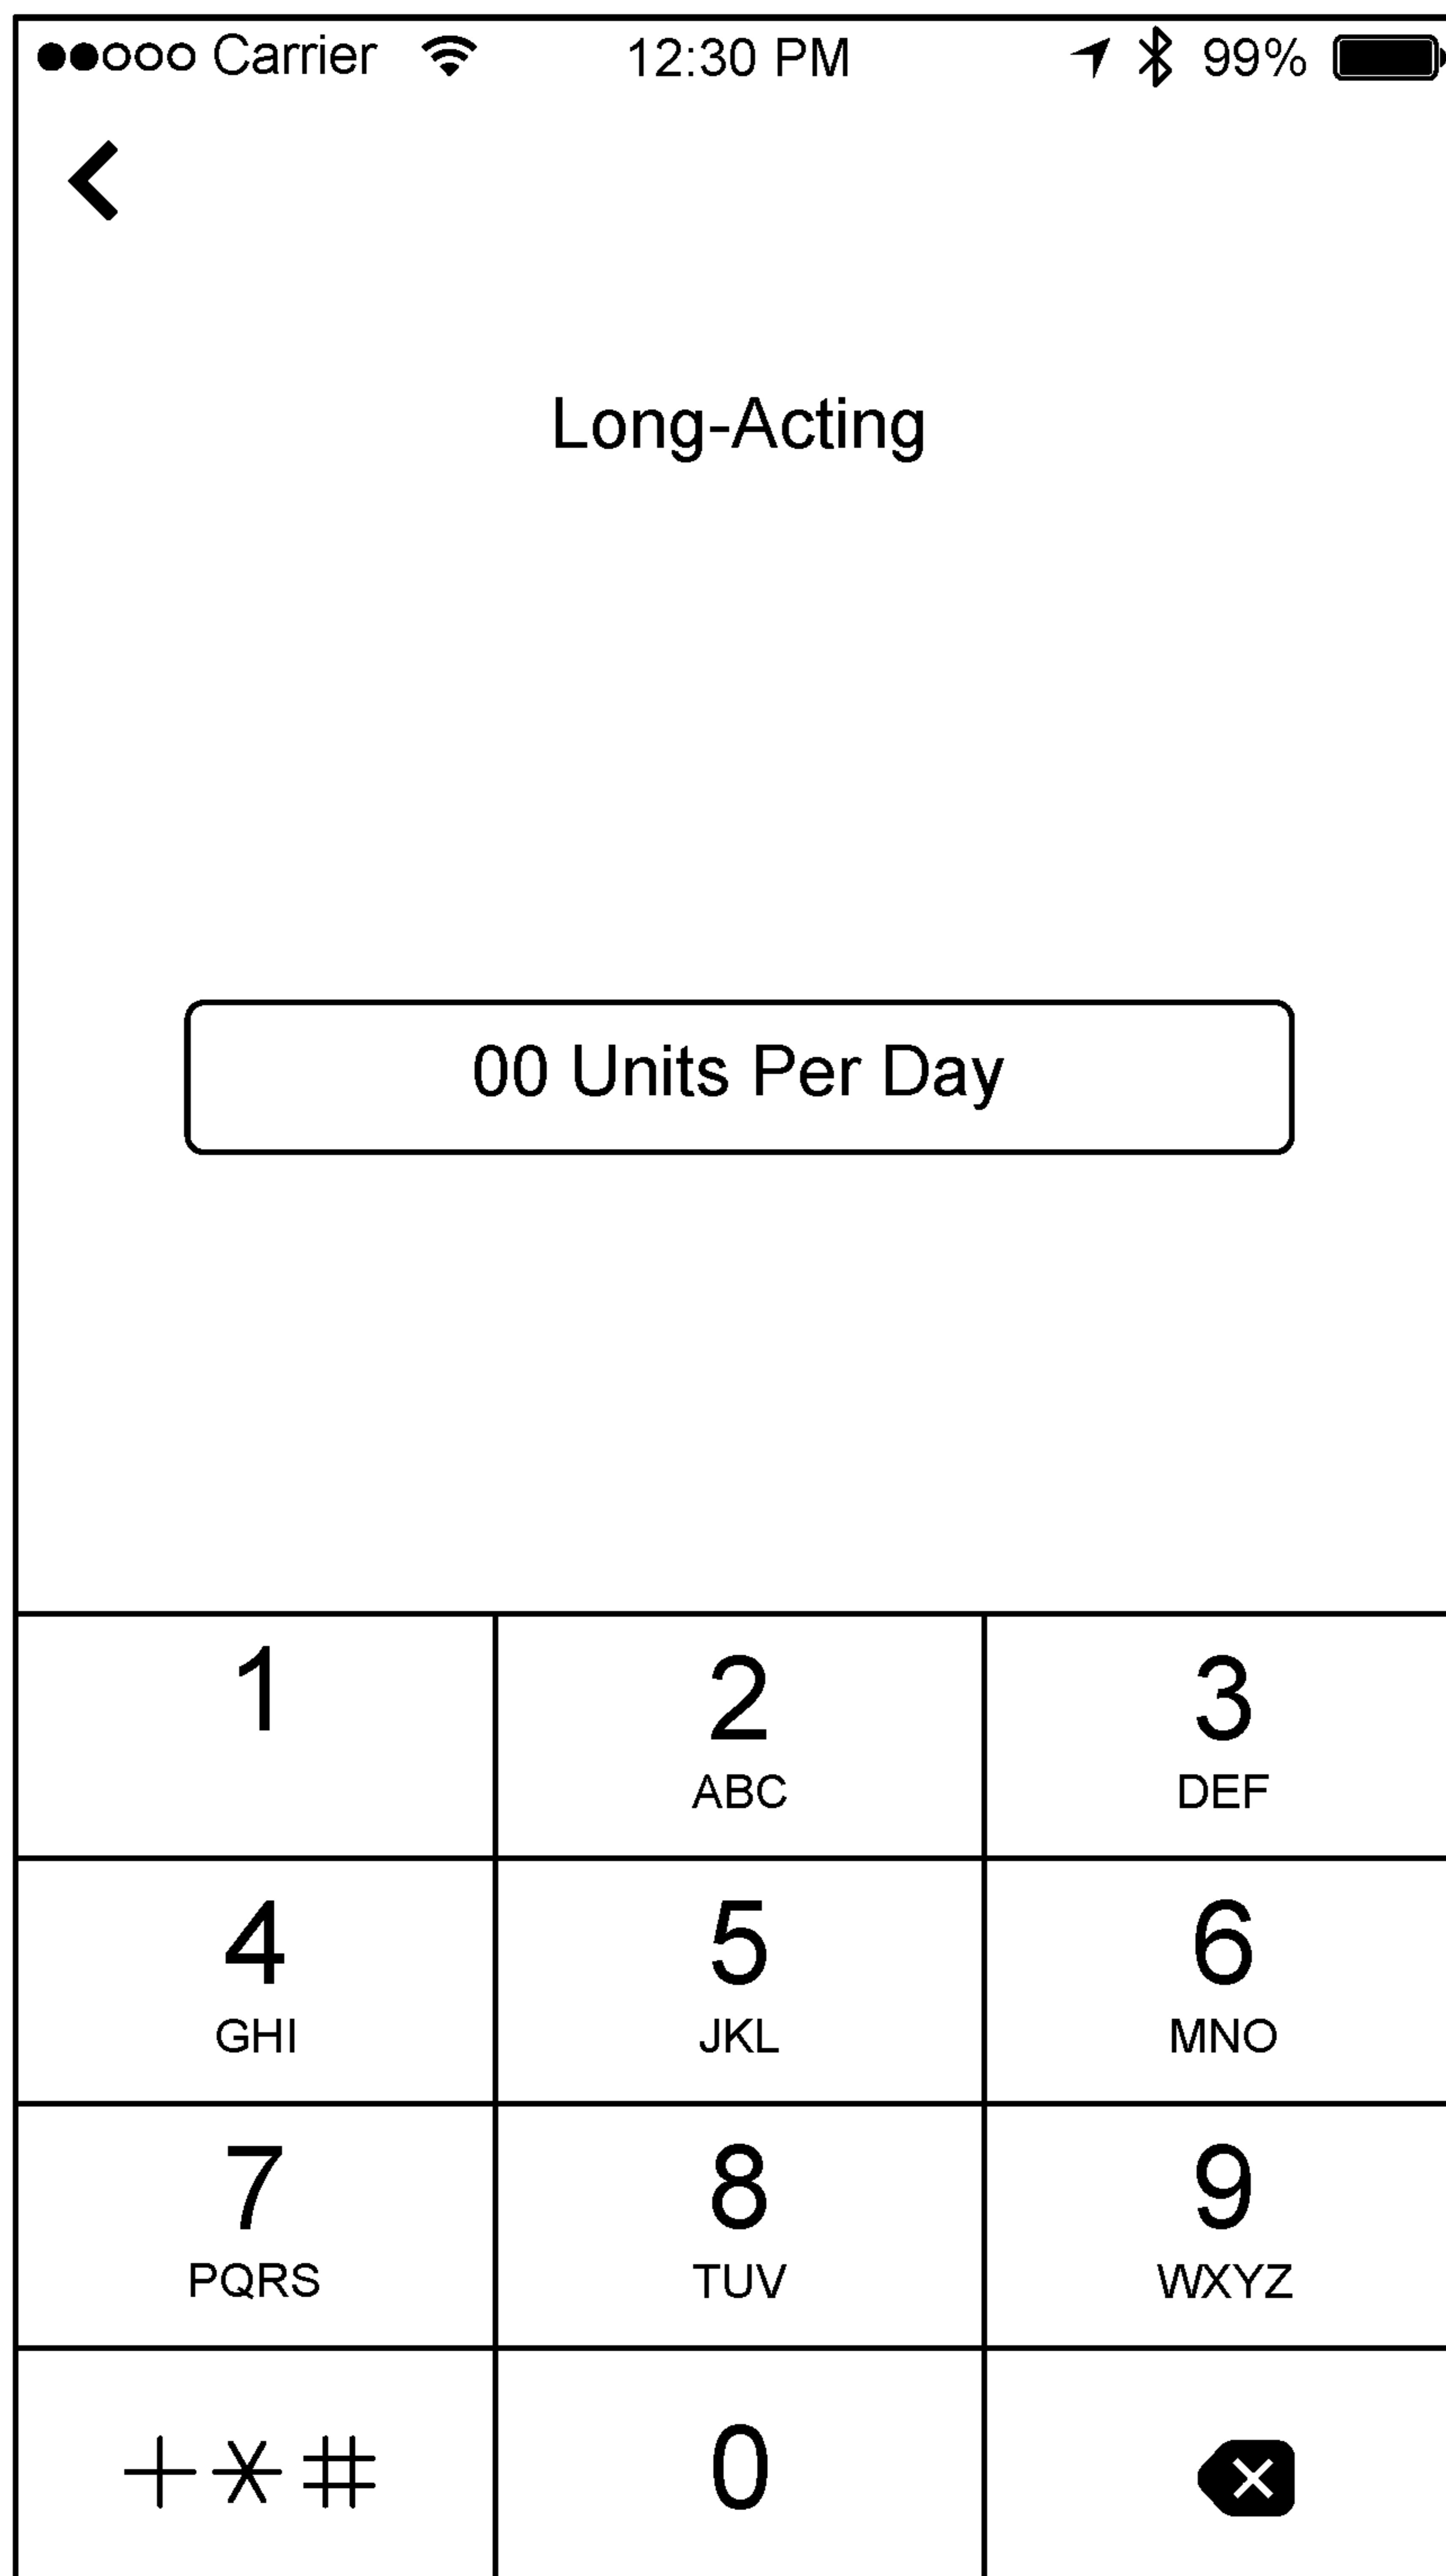 Carrier 12:30 PM 99%
Long-Acting
00 Units Per Day
1 2 3
ABC DEF
4 5 6
GHI JKL MNO
7 8 9
PQRS TUV WXYZ
+*# 0